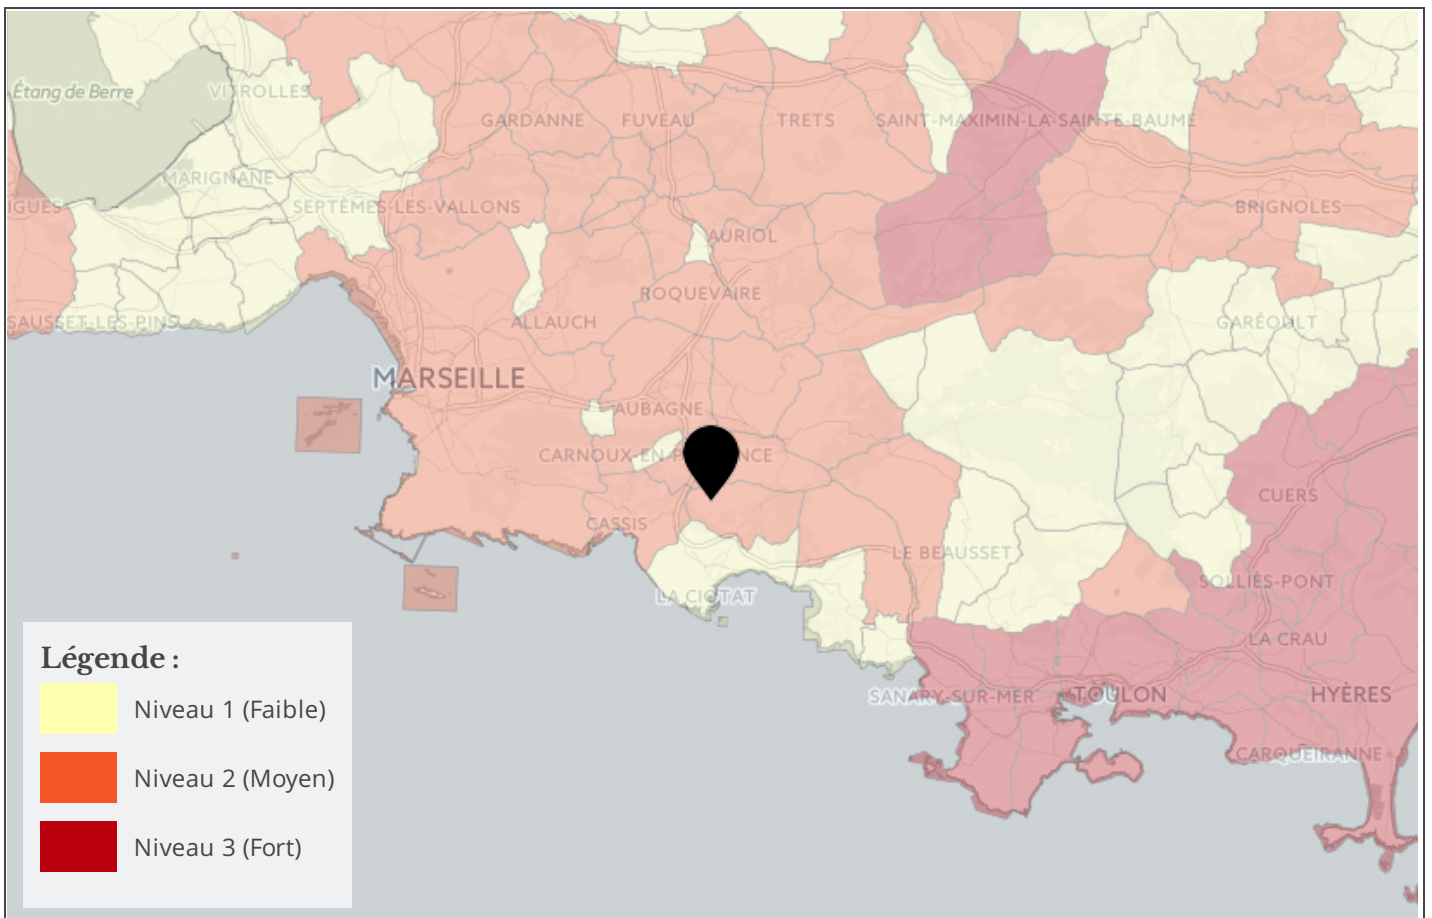 Étang de Berre
VITROLLES
GARDANNE
FUVEAU
TRETS
SAINT-MAXIMIN-LA-SAINTE-BAUME
MARIGNANE
IGUES
SEPTÈMES-LES-VALLONS
BRIGNOLES
AURIOL
ROQUEVAIRE
SAUSSET-LES-PINS
ALLAUCH
GARÉOULT
MARSEILLE
AUBAGNE
CARNOUX-EN-P NCE
CUERS
CASSIS
LE BEAUSSET
SOLLIÈS-PONT
LA CIOTAT
LA CRAU
SANARY-SUR-MER
TOULON
HYÈRES
CARQUEIRANNE
Légende :
Niveau 1 (Faible)
Niveau 2 (Moyen)
Niveau 3 (Fort)